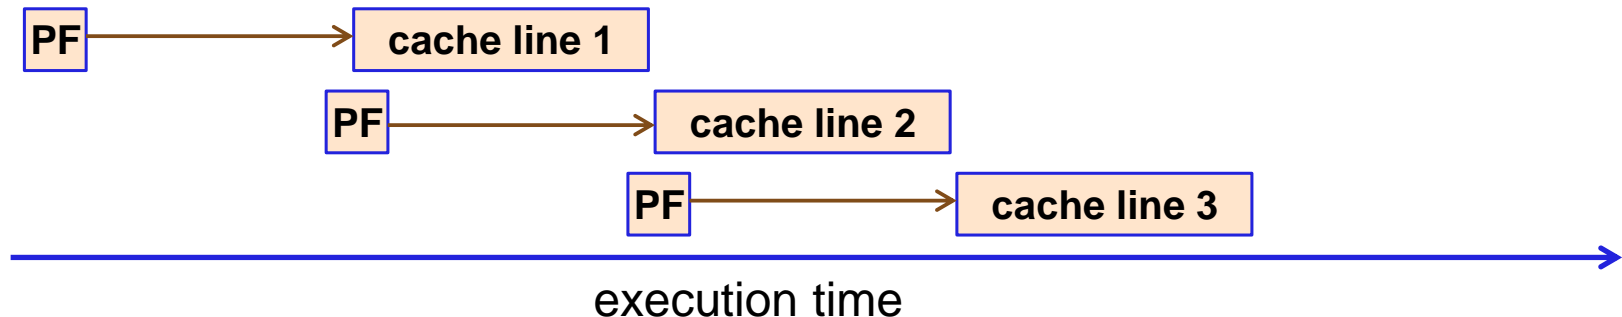 PF cache line 1
PF cache line 2
PF cache line 3
execution time